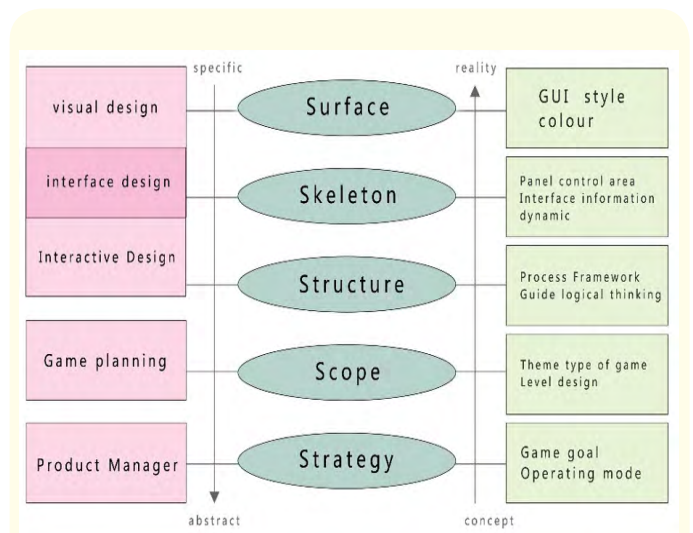 specific
reality
visual design
Surface
GUI style
colour
interface design
Skeleton
Panel control area
Interface information
dynamic
Interactive Design
Structure
Process Framework
Guide logical thinking
Game planning
Scope
Theme type of game
Level design
Product Manager
Strategy
Game goal
Operating mode
abstract
concept